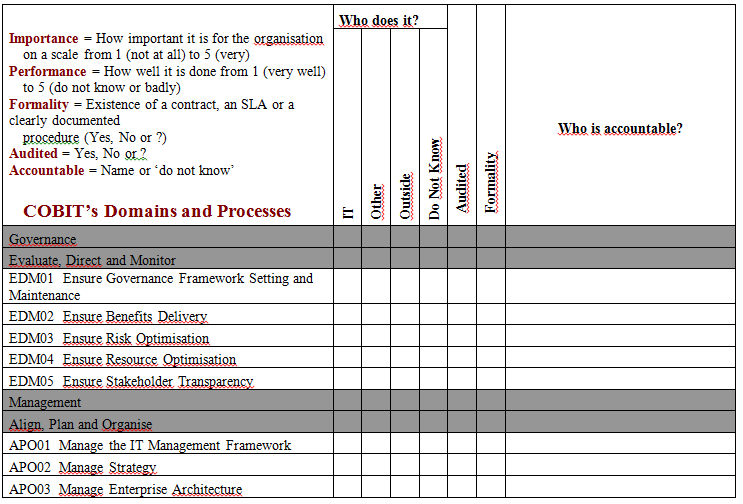 Who does it?
Importance = How important it is for the organisation
on a scale from 1 (not at all) to 5 (very)
Performance = How well it is done from 1 (very well)
to 5 (do not know or badly)
Formality = Existence of a contract, an SLA or a
clearly documented
procedure (Yes, No or ?)
Audited = Yes, No or ?
Accountable = Name or ‘do not know’
COBIT’s Domains and Processes
IT
Other
Outside
Do Not Know
Audited
Formality
Who is accountable?
Governance
Evaluate, Direct and Monitor
EDM01 Ensure Governance Framework Setting and
Maintenance
EDM02 Ensure Benefits Delivery
EDM03 Ensure Risk Optimisation
EDM04 Ensure Resource Optimisation
EDM05 Ensure Stakeholder Transparency
Management
Align, Plan and Organise
APO01 Manage the IT Management Framework
APO02 Manage Strategy
APO03 Manage Enterprise Architecture